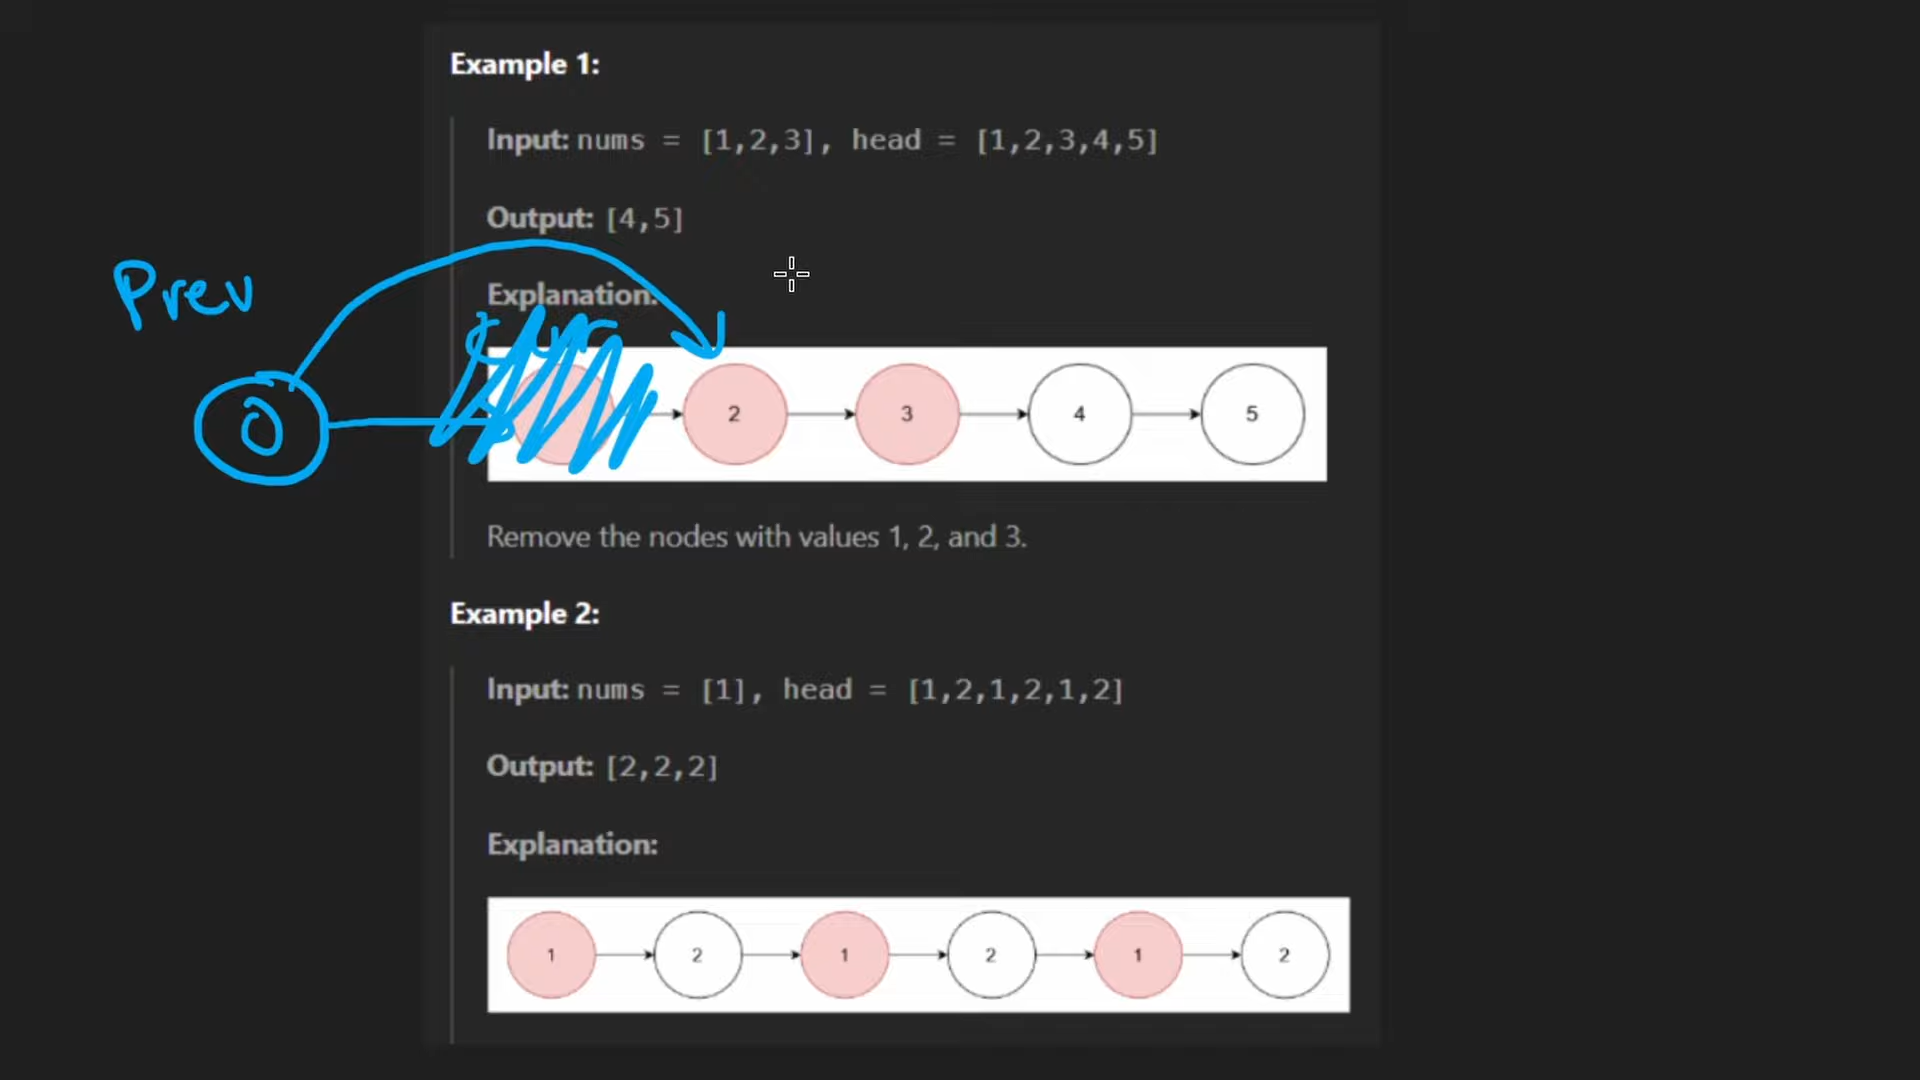 Example 1:
Input: nums = [1,2,3], head = [1,2,3,4,5]
Output: [4,5]
Prev
Explanation:
0
2 3 4 5
Remove the nodes with values 1, 2, and 3.
Example 2:
Input: nums = [1], head = [1,2,1,2,1,2]
Output: [2,2,2]
Explanation:
1 2 1 2 1 2